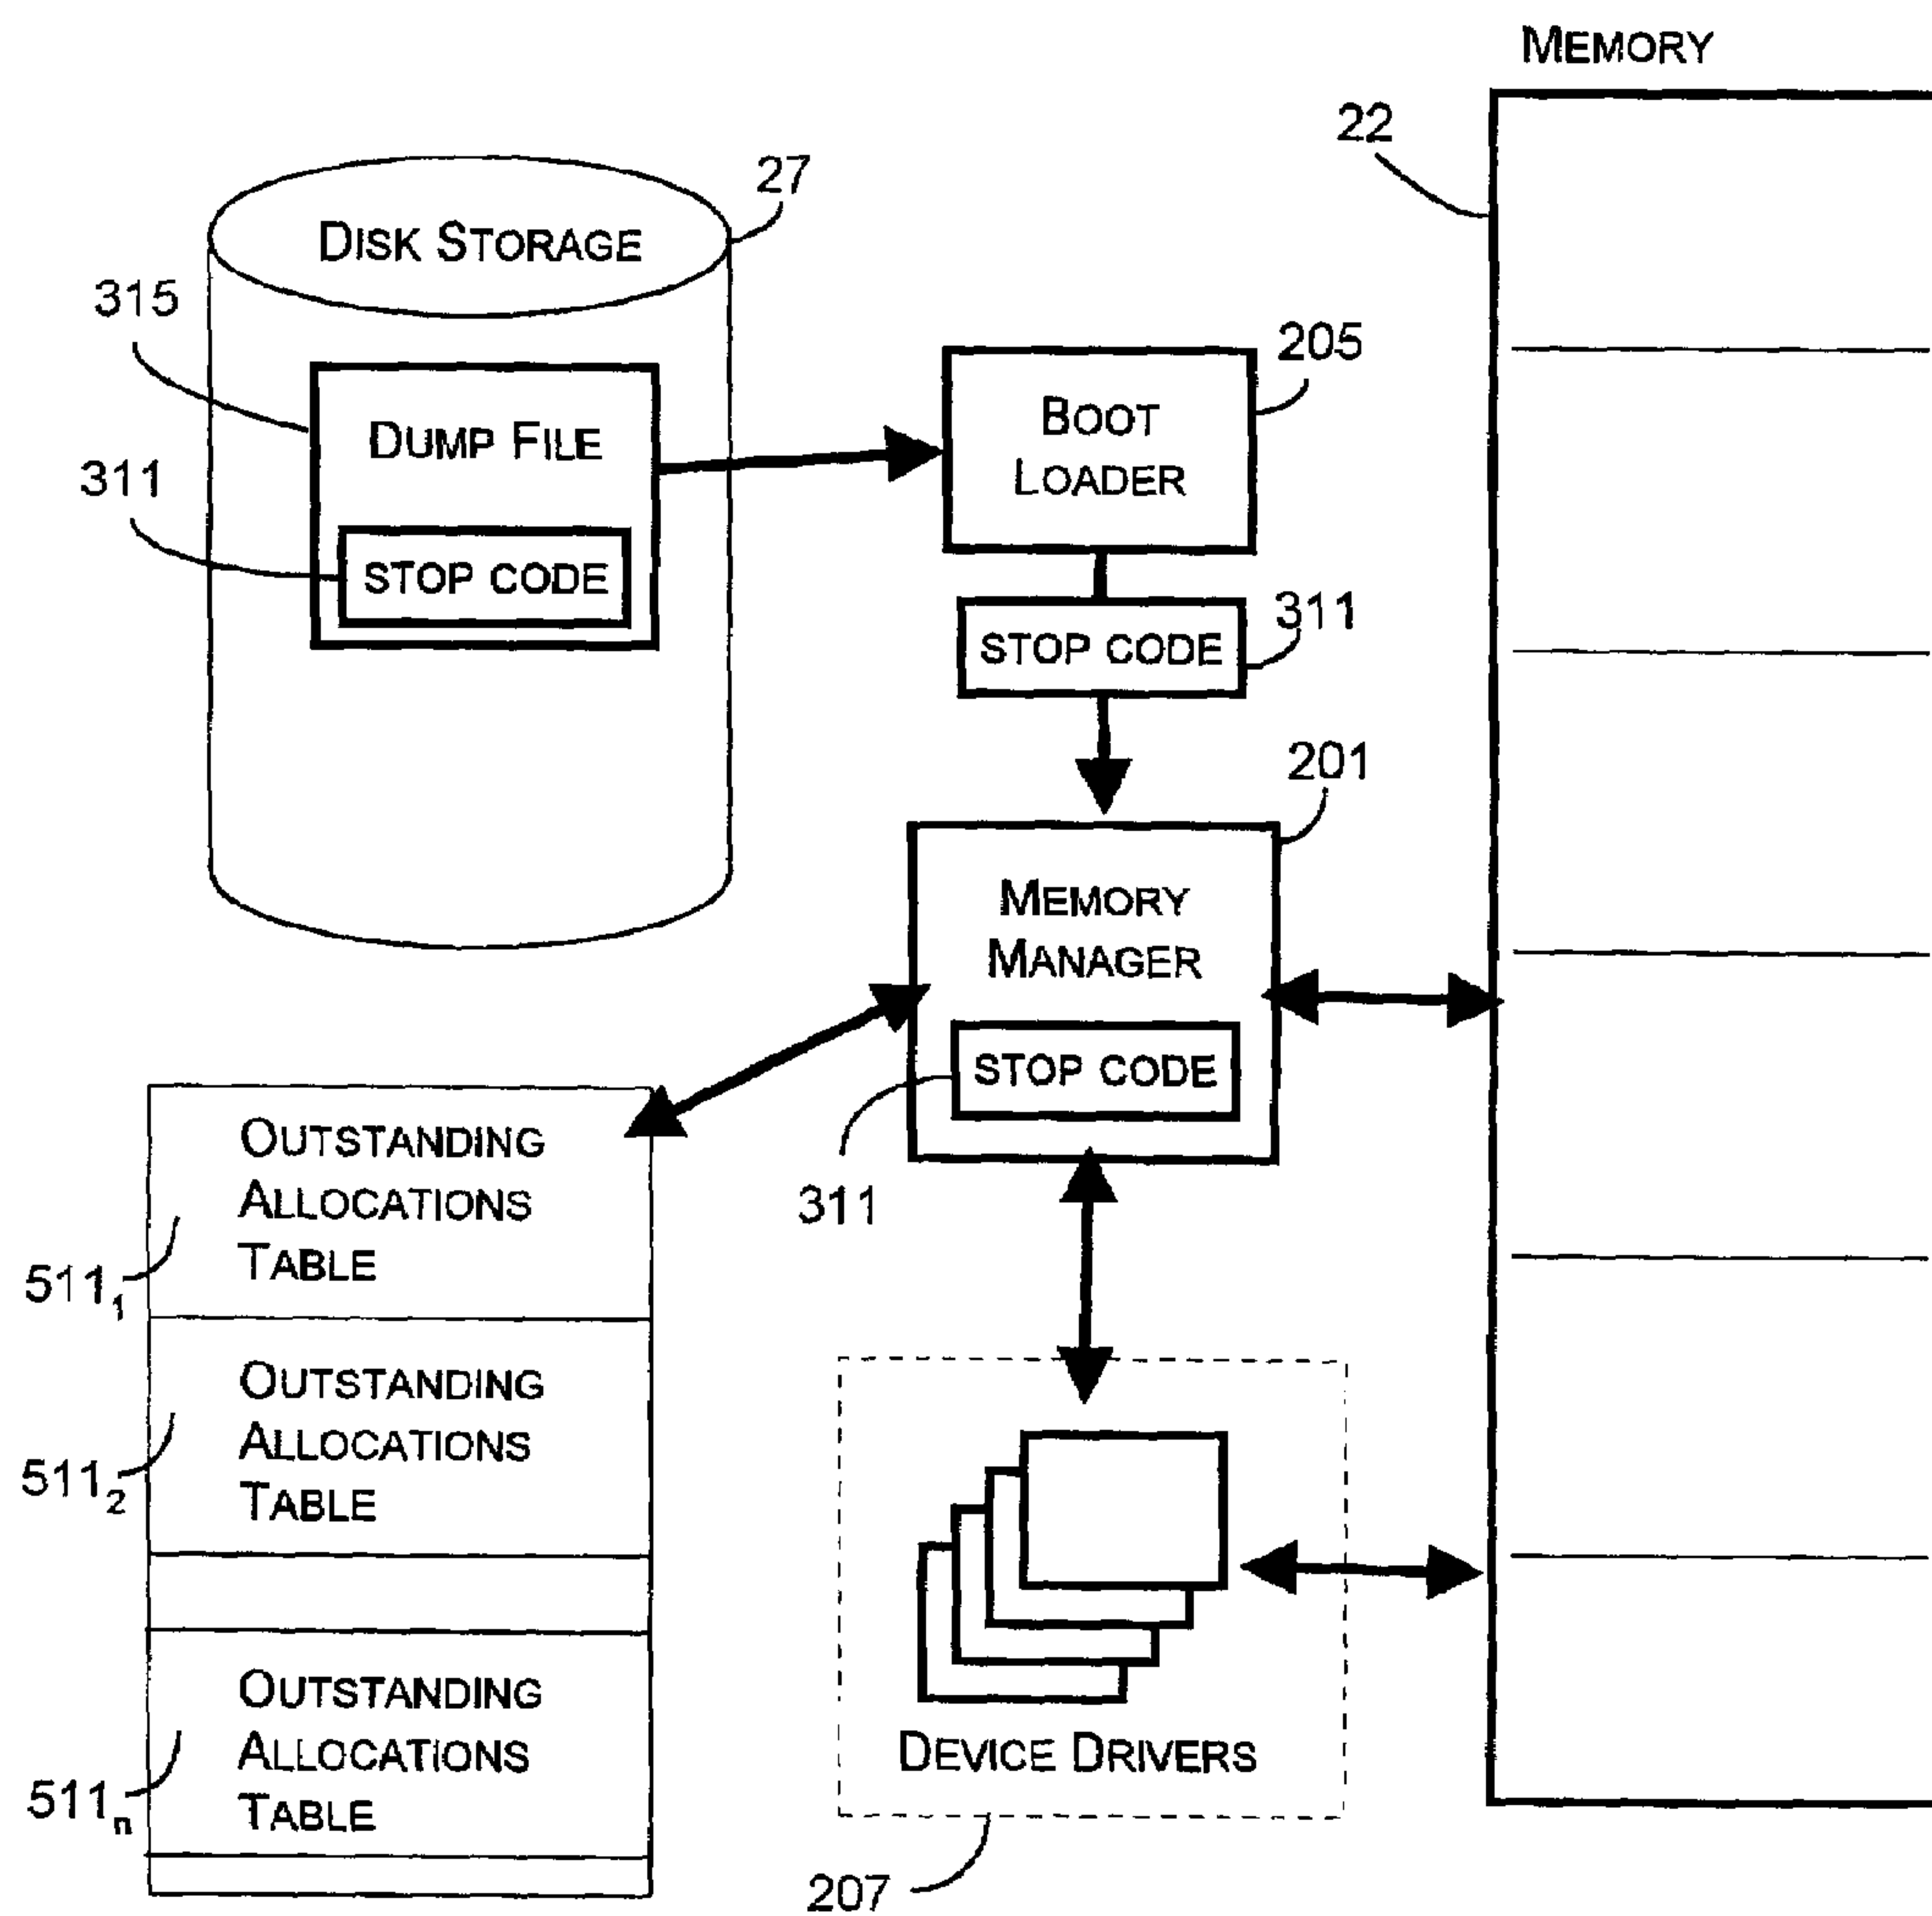 MEMORY
22
27
DISK STORAGE
315
205
DUMP FILE
BOOT
LOADER
311
STOP CODE
311
STOP CODE
201
MEMORY
MANAGER
STOP CODE
311
OUTSTANDING
ALLOCATIONS
TABLE
511₁
OUTSTANDING
ALLOCATIONS
TABLE
511₂
OUTSTANDING
ALLOCATIONS
TABLE
511ₙ
DEVICE DRIVERS
207